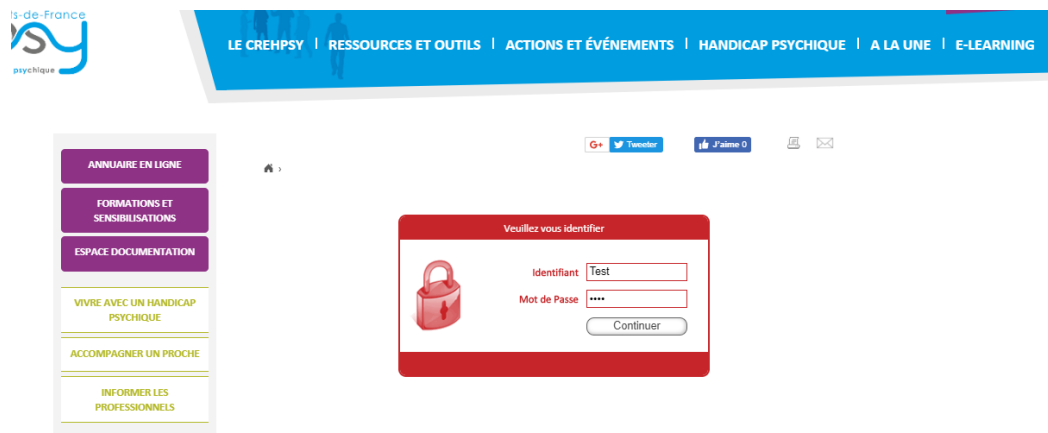 s-de-France
psy
psychique
LE CREHPSY | RESSOURCES ET OUTILS | ACTIONS ET ÉVÉNEMENTS | HANDICAP PSYCHIQUE | A LA UNE | E-LEARNING
G+ Tweeter J'aime 0
ANNUAIRE EN LIGNE
FORMATIONS ET
SENSIBILISATIONS
ESPACE DOCUMENTATION
VIVRE AVEC UN HANDICAP
PSYCHIQUE
ACCOMPAGNER UN PROCHE
INFORMER LES
PROFESSIONNELS
Veuillez vous identifier
Identifiant Test
Mot de Passe ••••
Continuer